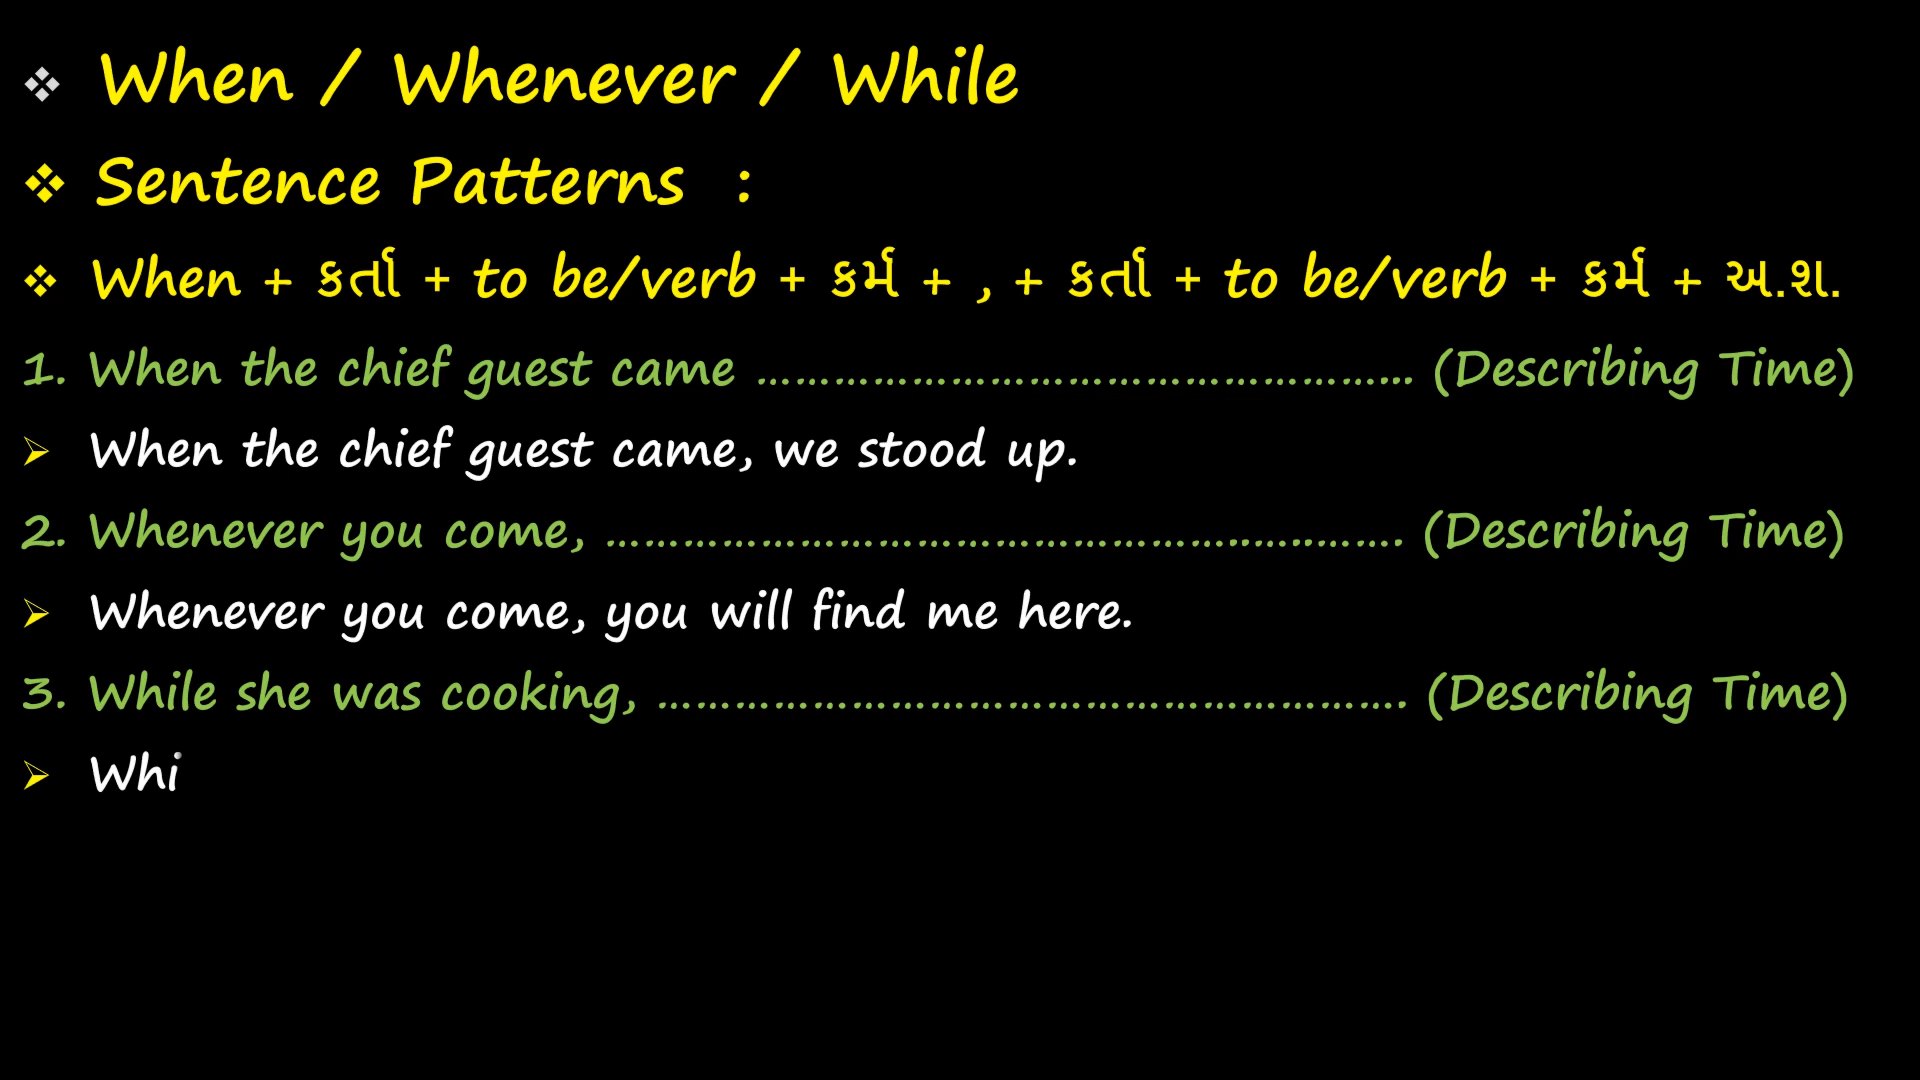 ❖ When / Whenever / While
❖ Sentence Patterns :
❖ When + કર્તા + to be/verb + કર્મ + , + કર્તા + to be/verb + કર્મ + અ.શ.
1. When the chief guest came ………………………………………………... (Describing Time)
➢ When the chief guest came, we stood up.
2. Whenever you come, ………………………………………………..…..……. (Describing Time)
➢ Whenever you come, you will find me here.
3. While she was cooking, …………………………………………………………. (Describing Time)
➢ Whi